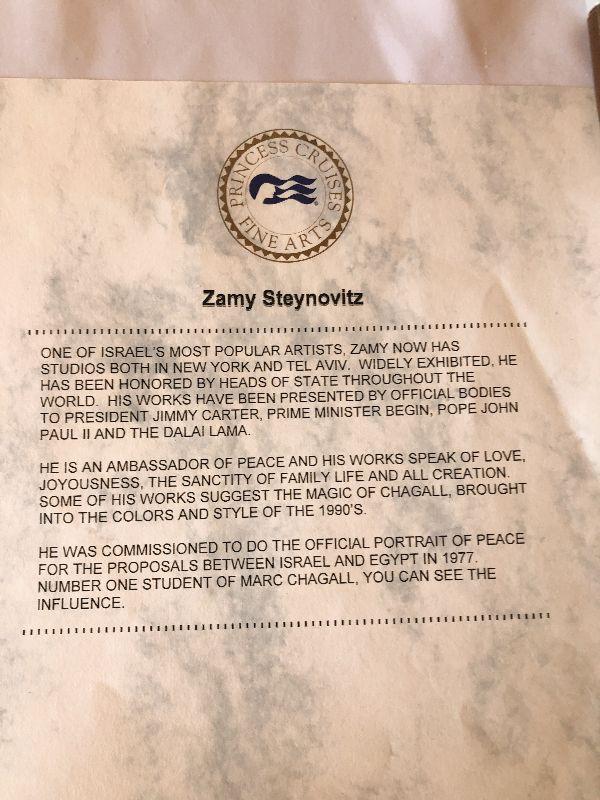 PRINCESS CRUISES
FINE ARTS
Zamy Steynovitz
ONE OF ISRAEL'S MOST POPULAR ARTISTS, ZAMY NOW HAS
STUDIOS BOTH IN NEW YORK AND TEL AVIV. WIDELY EXHIBITED, HE
HAS BEEN HONORED BY HEADS OF STATE THROUGHOUT THE
WORLD. HIS WORKS HAVE BEEN PRESENTED BY OFFICIAL BODIES
TO PRESIDENT JIMMY CARTER, PRIME MINISTER BEGIN, POPE JOHN
PAUL II AND THE DALAI LAMA.
HE IS AN AMBASSADOR OF PEACE AND HIS WORKS SPEAK OF LOVE,
JOYOUSNESS, THE SANCTITY OF FAMILY LIFE AND ALL CREATION.
SOME OF HIS WORKS SUGGEST THE MAGIC OF CHAGALL, BROUGHT
INTO THE COLORS AND STYLE OF THE 1990'S.
HE WAS COMMISSIONED TO DO THE OFFICIAL PORTRAIT OF PEACE
FOR THE PROPOSALS BETWEEN ISRAEL AND EGYPT IN 1977.
NUMBER ONE STUDENT OF MARC CHAGALL, YOU CAN SEE THE
INFLUENCE.